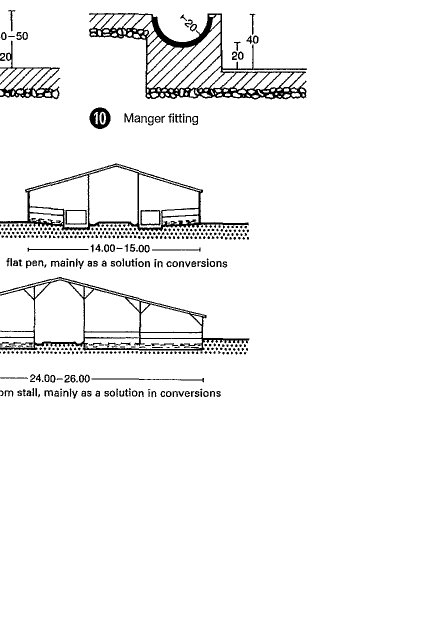 0–50
20
20
20
40
10 Manger fitting
14.00–15.00
flat pen, mainly as a solution in conversions
24.00–26.00
om stall, mainly as a solution in conversions